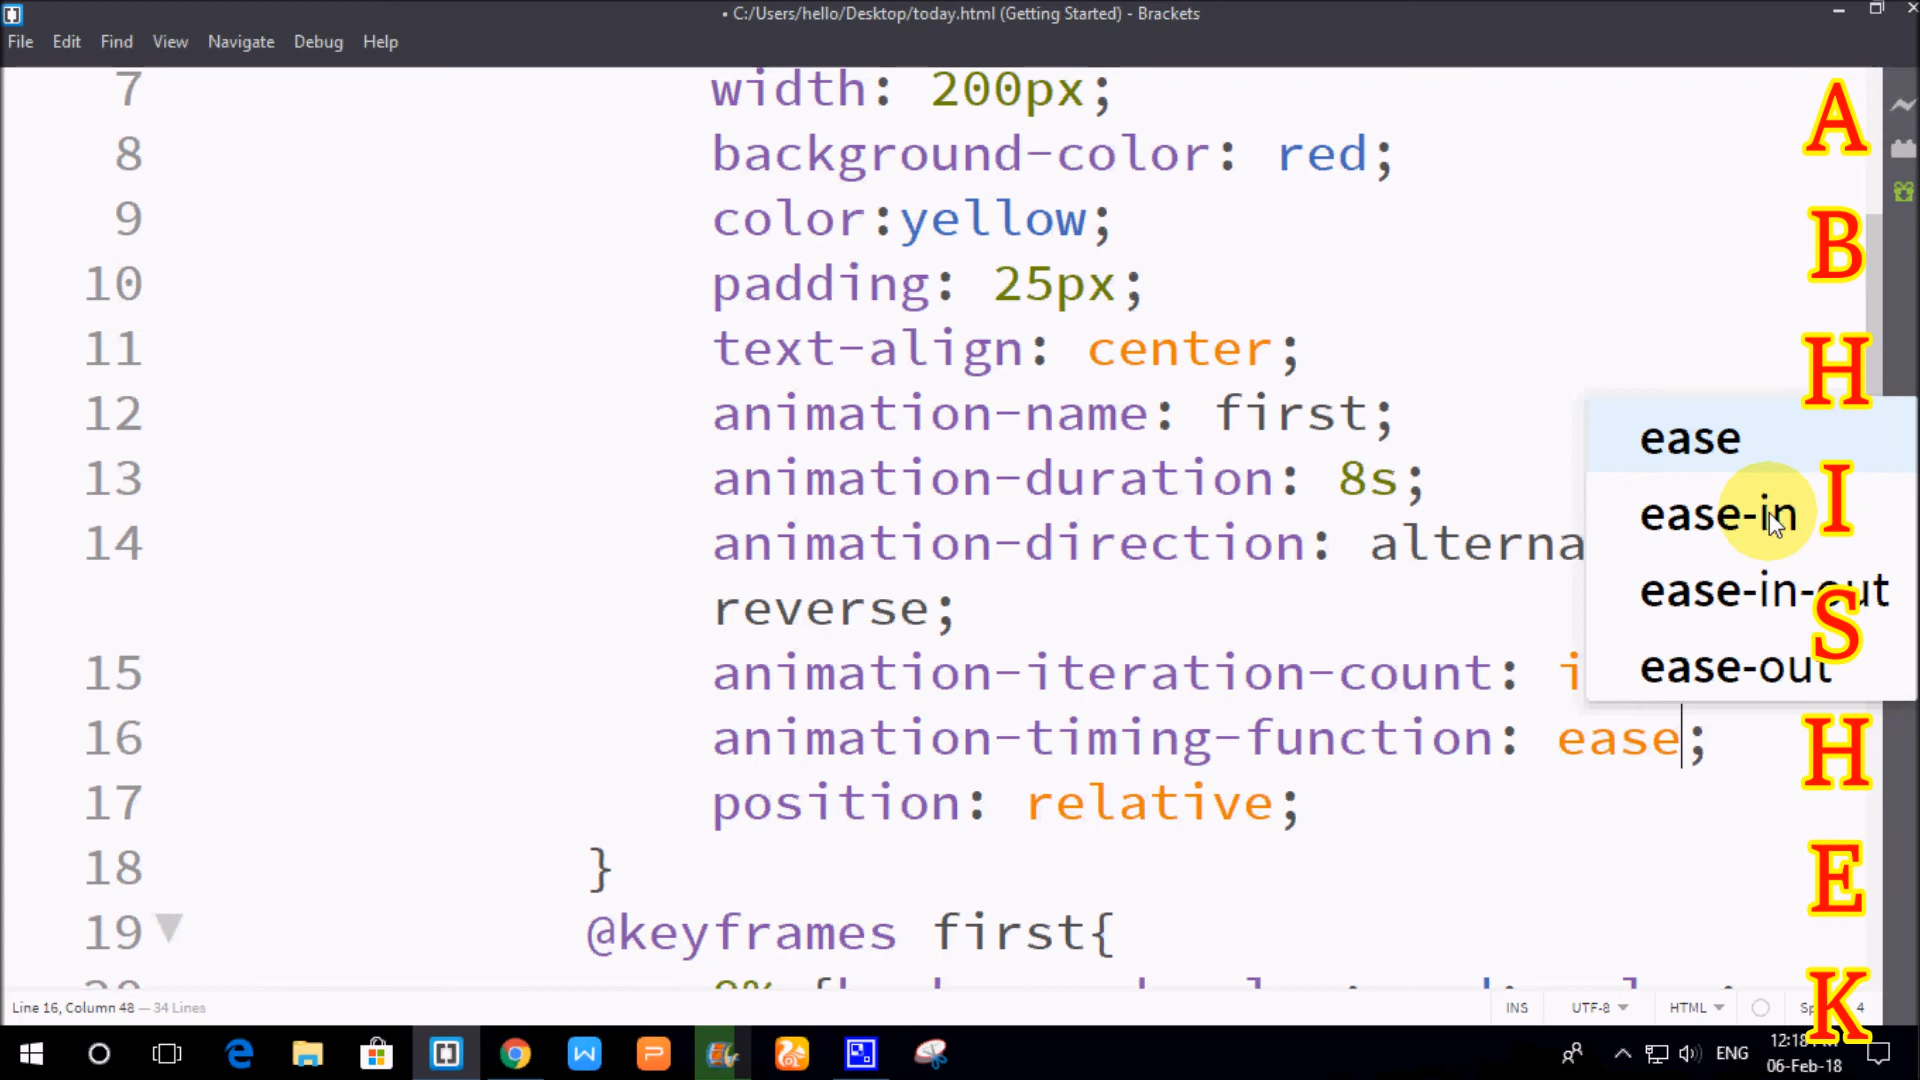 • C:/Users/hello/Desktop/today.html (Getting Started) - Brackets
File Edit Find View Navigate Debug Help
7 width: 200px;
8 background-color: red;
9 color:yellow;
10 padding: 25px;
11 text-align: center;
12 animation-name: first;
13 animation-duration: 8s;
14 animation-direction: alterna
reverse;
15 animation-iteration-count: i
16 animation-timing-function: ease;
17 position: relative;
18 }
19 @keyframes first{
ease
ease-in
ease-in-out
ease-out
A
B
H
I
S
H
E
K
Line 16, Column 48 — 34 Lines
INS UTF-8 HTML 4
ENG
06-Feb-18